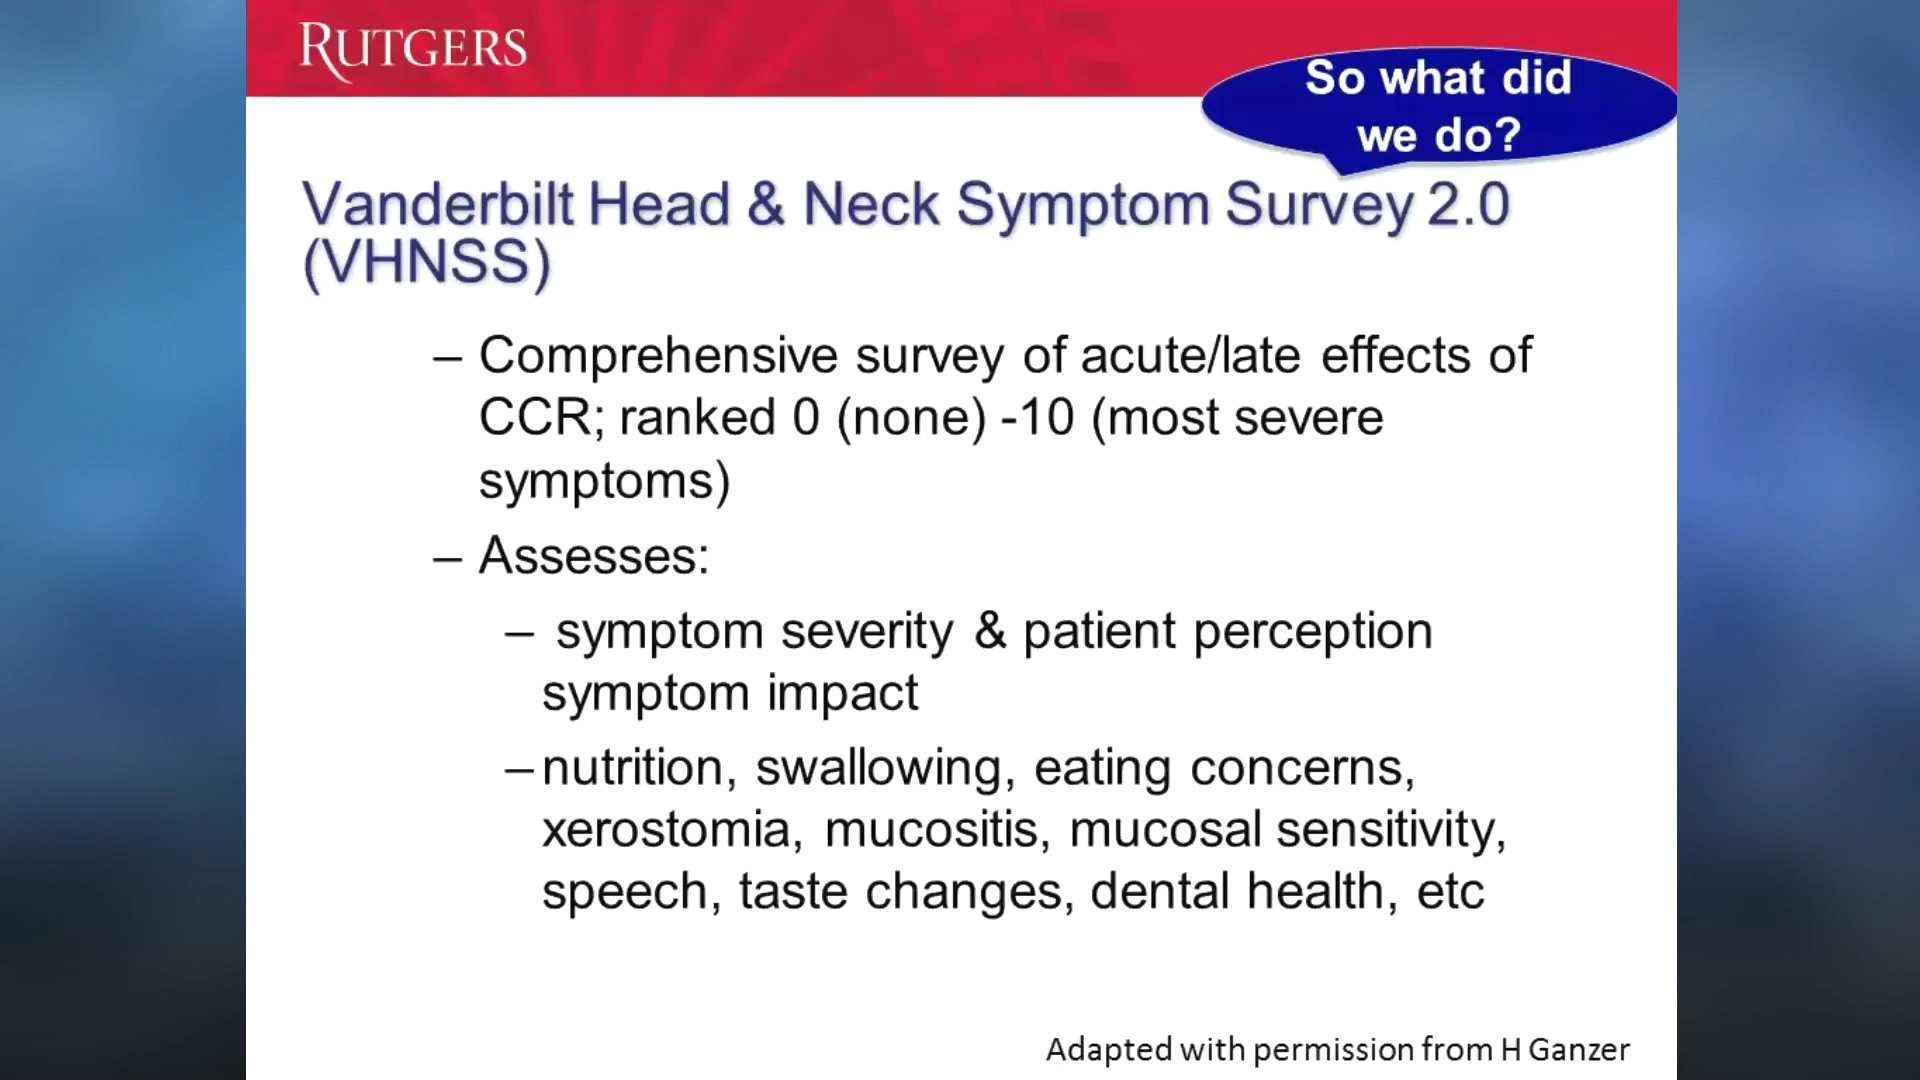 RUTGERS
So what did
we do?
Vanderbilt Head & Neck Symptom Survey 2.0
(VHNSS)
– Comprehensive survey of acute/late effects of
CCR; ranked 0 (none) -10 (most severe
symptoms)
– Assesses:
– symptom severity & patient perception
symptom impact
– nutrition, swallowing, eating concerns,
xerostomia, mucositis, mucosal sensitivity,
speech, taste changes, dental health, etc
Adapted with permission from H Ganzer